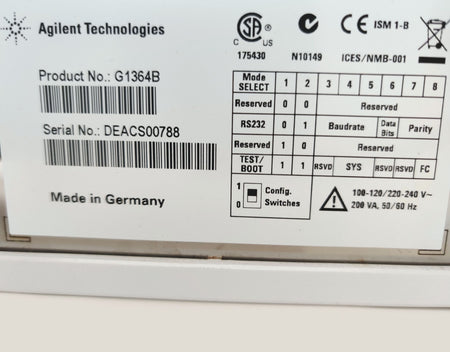 Agilent Technologies
C US
175430
N10149
CE ISM 1-B
ICES/NMB-001
Product No.: G1364B
Serial No.: DEACS00788
Made in Germany
Mode SELECT 1 2 3 4 5 6 7 8
Reserved 0 0 Reserved
RS232 0 1 Baudrate Data Bits Parity
Reserved 1 0 Reserved
TEST/BOOT 1 1 RSVD SYS RSVD RSVD FC
1 Config.
0 Switches
100-120/220-240 V~
200 VA, 50/60 Hz